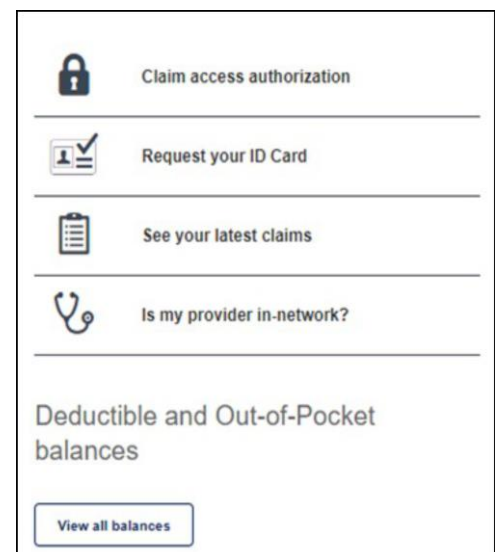 Claim access authorization
Request your ID Card
See your latest claims
Is my provider in-network?
Deductible and Out-of-Pocket
balances
View all balances